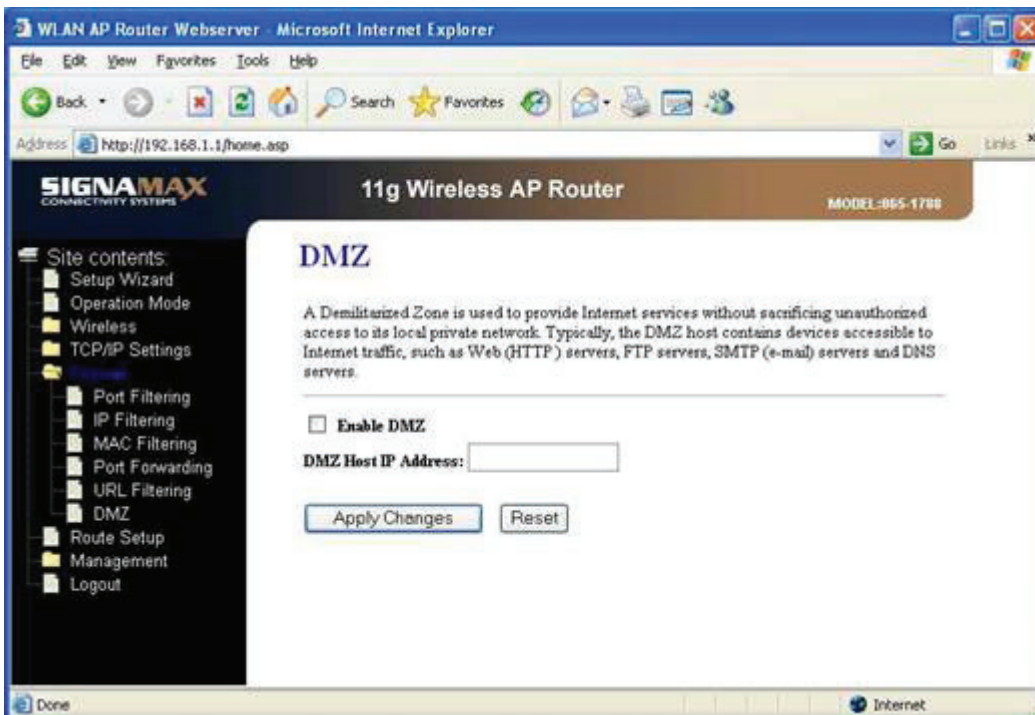 WLAN AP Router Webserver - Microsoft Internet Explorer
File Edit View Favorites Tools Help
Back Search Favorites
Address http://192.168.1.1/home.asp Go Links
SIGNAMAX
CONNECTIVITY SYSTEMS
11g Wireless AP Router
MODEL:065-1788
Site contents:
Setup Wizard
Operation Mode
Wireless
TCP/IP Settings
Port Filtering
IP Filtering
MAC Filtering
Port Forwarding
URL Filtering
DMZ
Route Setup
Management
Logout
DMZ
A Demilitarized Zone is used to provide Internet services without sacrificing unauthorized
access to its local private network. Typically, the DMZ host contains devices accessible to
Internet traffic, such as Web (HTTP ) servers, FTP servers, SMTP (e-mail) servers and DNS
servers.
Enable DMZ
DMZ Host IP Address:
Apply Changes Reset
Done Internet